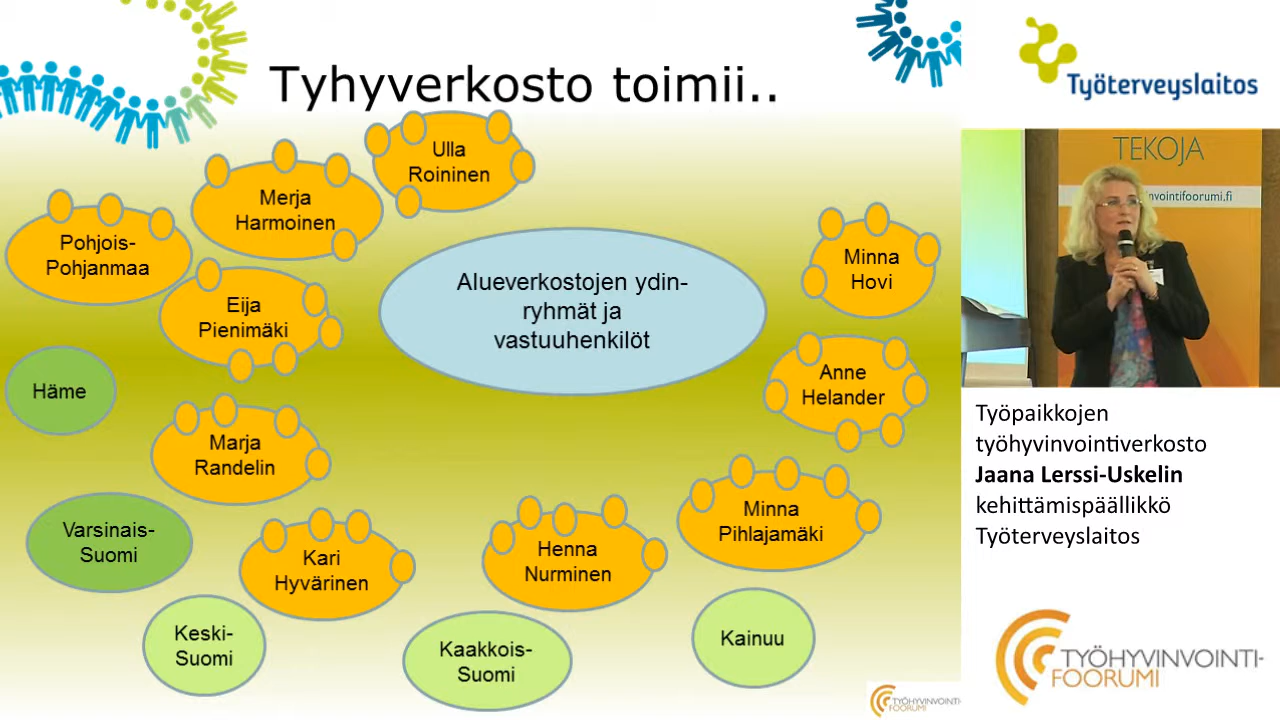 Tyhyverkosto toimii..
Ulla
Roininen
Merja
Harmoinen
Pohjois-
Pohjanmaa
Eija
Pienimäki
Alueverkostojen ydin-
ryhmät ja
vastuuhenkilöt
Minna
Hovi
Anne
Helander
Häme
Marja
Randelin
Varsinais-
Suomi
Kari
Hyvärinen
Henna
Nurminen
Minna
Pihlajamäki
Keski-
Suomi
Kaakkois-
Suomi
Kainuu
TYÖHYVINVOINTI-
FOORUMI
Työterveyslaitos
TEKOJA
invointifoorumi.fi
Työpaikkojen
työhyvinvointiverkosto
Jaana Lerssi-Uskelin
kehittämispäällikkö
Työterveyslaitos
TYÖHYVINVOINTI-
FOORUMI